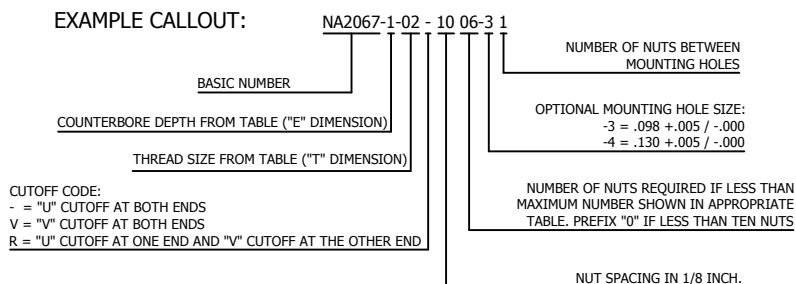 EXAMPLE CALLOUT:
NA2067-1-02 - 10 06-3 1
NUMBER OF NUTS BETWEEN
MOUNTING HOLES
BASIC NUMBER
OPTIONAL MOUNTING HOLE SIZE:
-3 = .098 +.005 / -.000
-4 = .130 +.005 / -.000
COUNTERBORE DEPTH FROM TABLE ("E" DIMENSION)
THREAD SIZE FROM TABLE ("T" DIMENSION)
CUTOFF CODE:
- = "U" CUTOFF AT BOTH ENDS
V = "V" CUTOFF AT BOTH ENDS
R = "U" CUTOFF AT ONE END AND "V" CUTOFF AT THE OTHER END
NUMBER OF NUTS REQUIRED IF LESS THAN
MAXIMUM NUMBER SHOWN IN APPROPRIATE
TABLE. PREFIX "0" IF LESS THAN TEN NUTS
NUT SPACING IN 1/8 INCH.